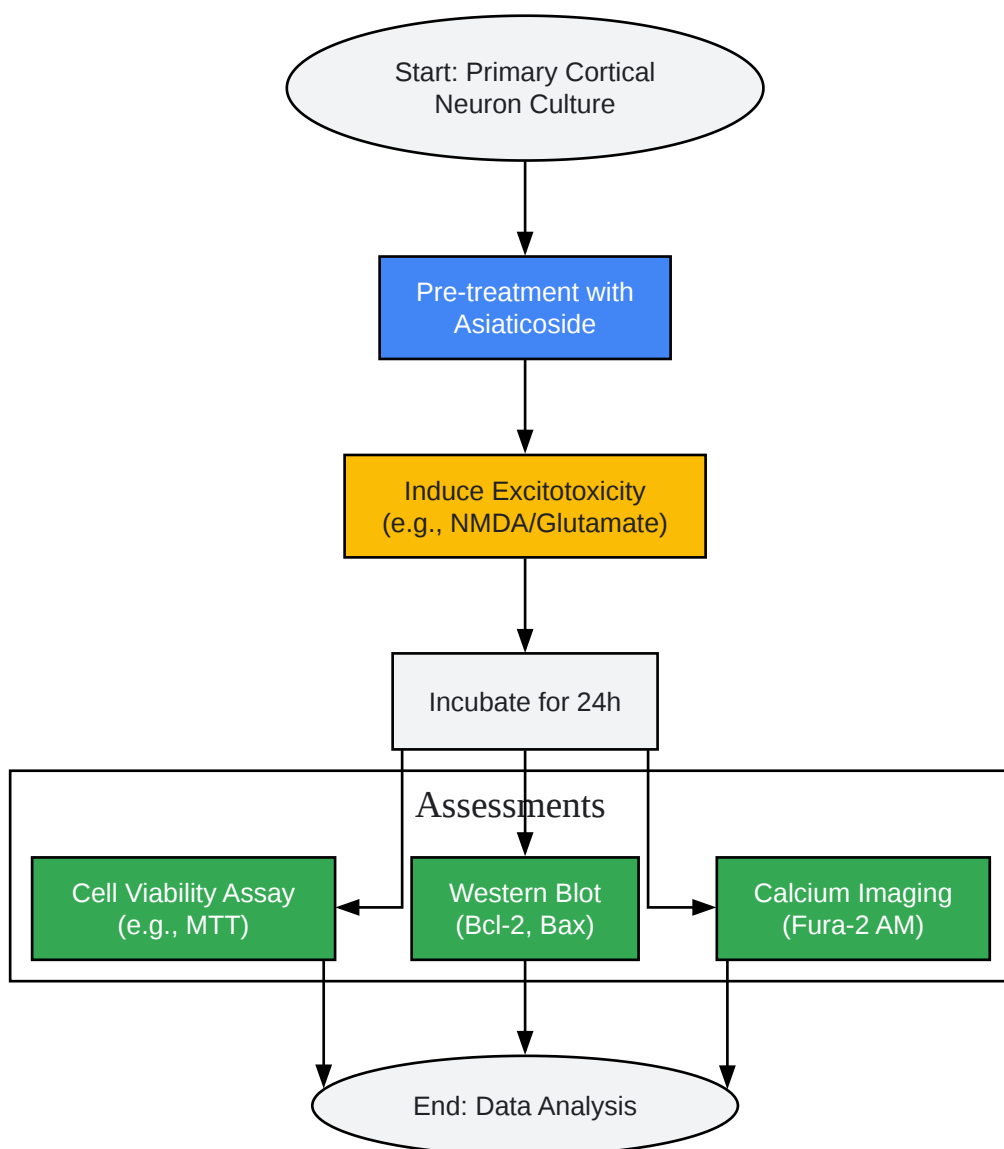 Start: Primary Cortical
Neuron Culture
Pre-treatment with
Asiaticoside
Induce Excitotoxicity
(e.g., NMDA/Glutamate)
Incubate for 24h
Assessments
Cell Viability Assay
(e.g., MTT)
Western Blot
(Bcl-2, Bax)
Calcium Imaging
(Fura-2 AM)
End: Data Analysis